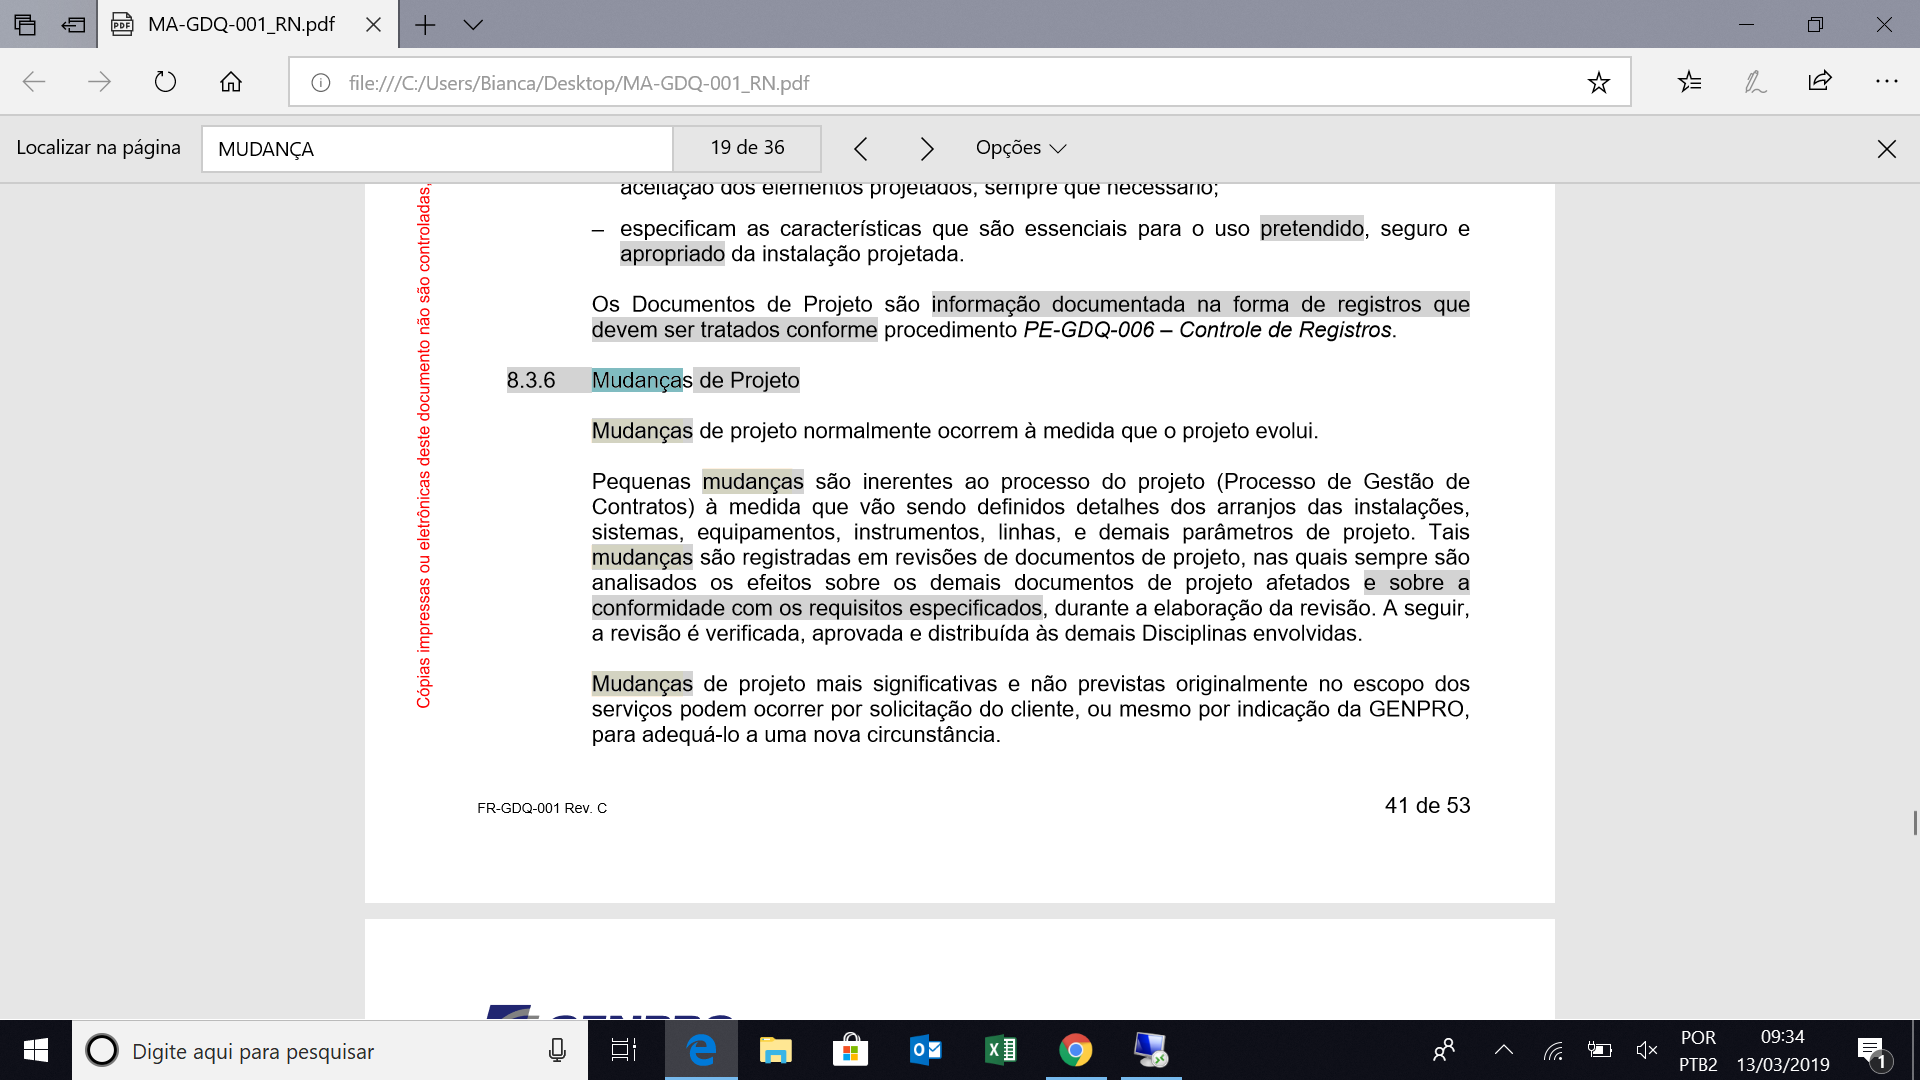 MA-GDQ-001_RN.pdf
file:///C:/Users/Bianca/Desktop/MA-GDQ-001_RN.pdf
Localizar na página
MUDANÇA
19 de 36
Opções
aceitação dos elementos projetados, sempre que necessário;
– especificam as características que são essenciais para o uso pretendido, seguro e
apropriado da instalação projetada.
Os Documentos de Projeto são informação documentada na forma de registros que
devem ser tratados conforme procedimento PE-GDQ-006 – Controle de Registros.
8.3.6 Mudanças de Projeto
Mudanças de projeto normalmente ocorrem à medida que o projeto evolui.
Pequenas mudanças são inerentes ao processo do projeto (Processo de Gestão de
Contratos) à medida que vão sendo definidos detalhes dos arranjos das instalações,
sistemas, equipamentos, instrumentos, linhas, e demais parâmetros de projeto. Tais
mudanças são registradas em revisões de documentos de projeto, nas quais sempre são
analisados os efeitos sobre os demais documentos de projeto afetados e sobre a
conformidade com os requisitos especificados, durante a elaboração da revisão. A seguir,
a revisão é verificada, aprovada e distribuída às demais Disciplinas envolvidas.
Mudanças de projeto mais significativas e não previstas originalmente no escopo dos
serviços podem ocorrer por solicitação do cliente, ou mesmo por indicação da GENPRO,
para adequá-lo a uma nova circunstância.
Cópias impressas ou eletrônicas deste documento não são controladas,
FR-GDQ-001 Rev. C
41 de 53
GENPRO
Digite aqui para pesquisar
POR
PTB2
09:34
13/03/2019
1